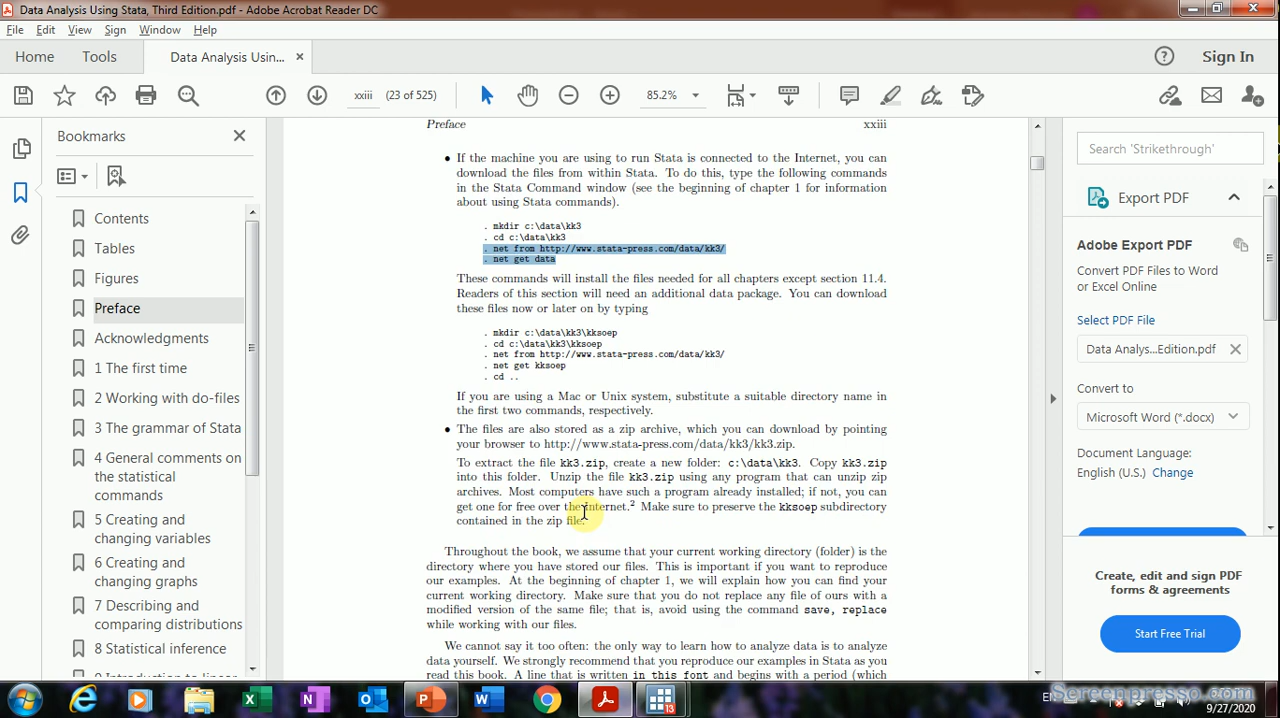 Data Analysis Using Stata, Third Edition.pdf - Adobe Acrobat Reader DC
File Edit View Sign Window Help
Home Tools Data Analysis Usin... Sign In
xxiii (23 of 525) 85.2%
Bookmarks
Contents
Tables
Figures
Preface
Acknowledgments
1 The first time
2 Working with do-files
3 The grammar of Stata
4 General comments on
the statistical
commands
5 Creating and
changing variables
6 Creating and
changing graphs
7 Describing and
comparing distributions
8 Statistical inference
Preface xxiii
• If the machine you are using to run Stata is connected to the Internet, you can
download the files from within Stata. To do this, type the following commands
in the Stata Command window (see the beginning of chapter 1 for information
about using Stata commands).
. mkdir c:\data\kk3
. cd c:\data\kk3
. net from http://www.stata-press.com/data/kk3/
. net get data
These commands will install the files needed for all chapters except section 11.4.
Readers of this section will need an additional data package. You can download
these files now or later on by typing
. mkdir c:\data\kk3\kksoep
. cd c:\data\kk3\kksoep
. net from http://www.stata-press.com/data/kk3/
. net get kksoep
. cd ..
If you are using a Mac or Unix system, substitute a suitable directory name in
the first two commands, respectively.
• The files are also stored as a zip archive, which you can download by pointing
your browser to http://www.stata-press.com/data/kk3/kk3.zip.
To extract the file kk3.zip, create a new folder: c:\data\kk3. Copy kk3.zip
into this folder. Unzip the file kk3.zip using any program that can unzip zip
archives. Most computers have such a program already installed; if not, you can
get one for free over the Internet.2 Make sure to preserve the kksoep subdirectory
contained in the zip file.
Throughout the book, we assume that your current working directory (folder) is the
directory where you have stored our files. This is important if you want to reproduce
our examples. At the beginning of chapter 1, we will explain how you can find your
current working directory. Make sure that you do not replace any file of ours with a
modified version of the same file; that is, avoid using the command save, replace
while working with our files.
We cannot say it too often: the only way to learn how to analyze data is to analyze
data yourself. We strongly recommend that you reproduce our examples in Stata as you
read this book. A line that is written in this font and begins with a period (which
Search 'Strikethrough'
Export PDF
Adobe Export PDF
Convert PDF Files to Word
or Excel Online
Select PDF File
Data Analys...Edition.pdf
Convert to
Microsoft Word (*.docx)
Document Language:
English (U.S.) Change
Create, edit and sign PDF
forms & agreements
Start Free Trial
13
EN
Screenpresso.com
9/27/2020